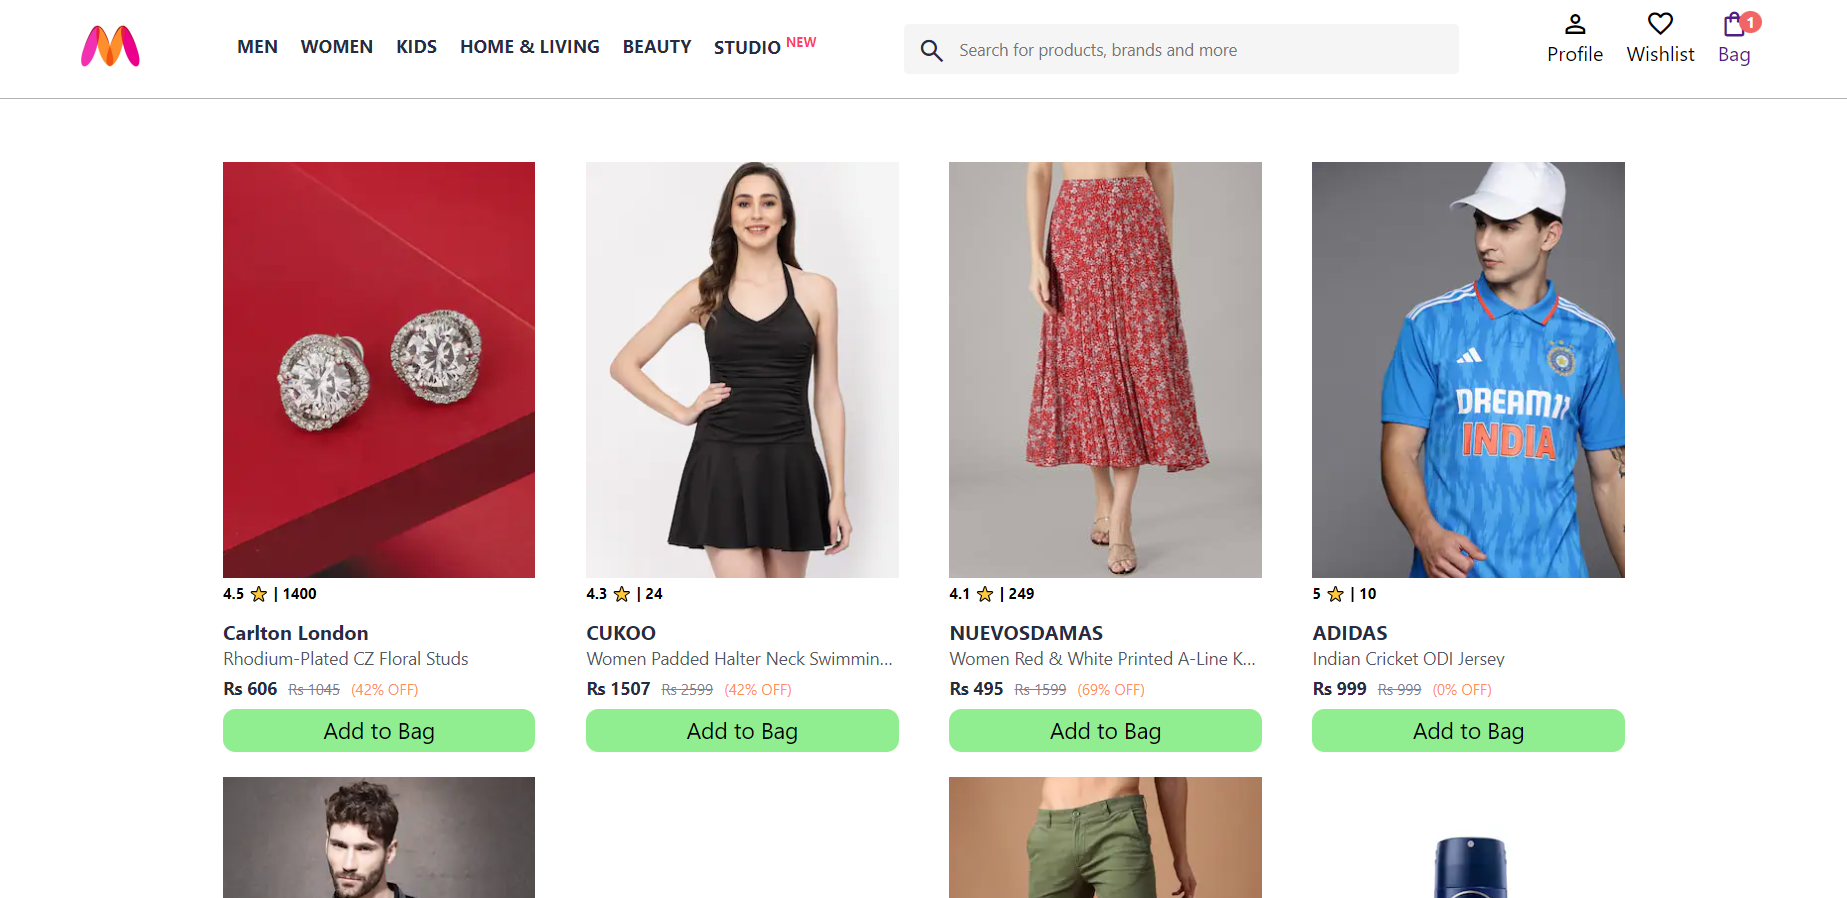 MEN WOMEN KIDS HOME & LIVING BEAUTY STUDIO NEW
Search for products, brands and more
Profile
Wishlist
1
Bag
DREAM11
INDIA
4.5 | 1400
Carlton London
Rhodium-Plated CZ Floral Studs
Rs 606 Rs 1045 (42% OFF)
Add to Bag
4.3 | 24
CUKOO
Women Padded Halter Neck Swimmin...
Rs 1507 Rs 2599 (42% OFF)
Add to Bag
4.1 | 249
NUEVOSDAMAS
Women Red & White Printed A-Line K...
Rs 495 Rs 1599 (69% OFF)
Add to Bag
5 | 10
ADIDAS
Indian Cricket ODI Jersey
Rs 999 Rs 999 (0% OFF)
Add to Bag